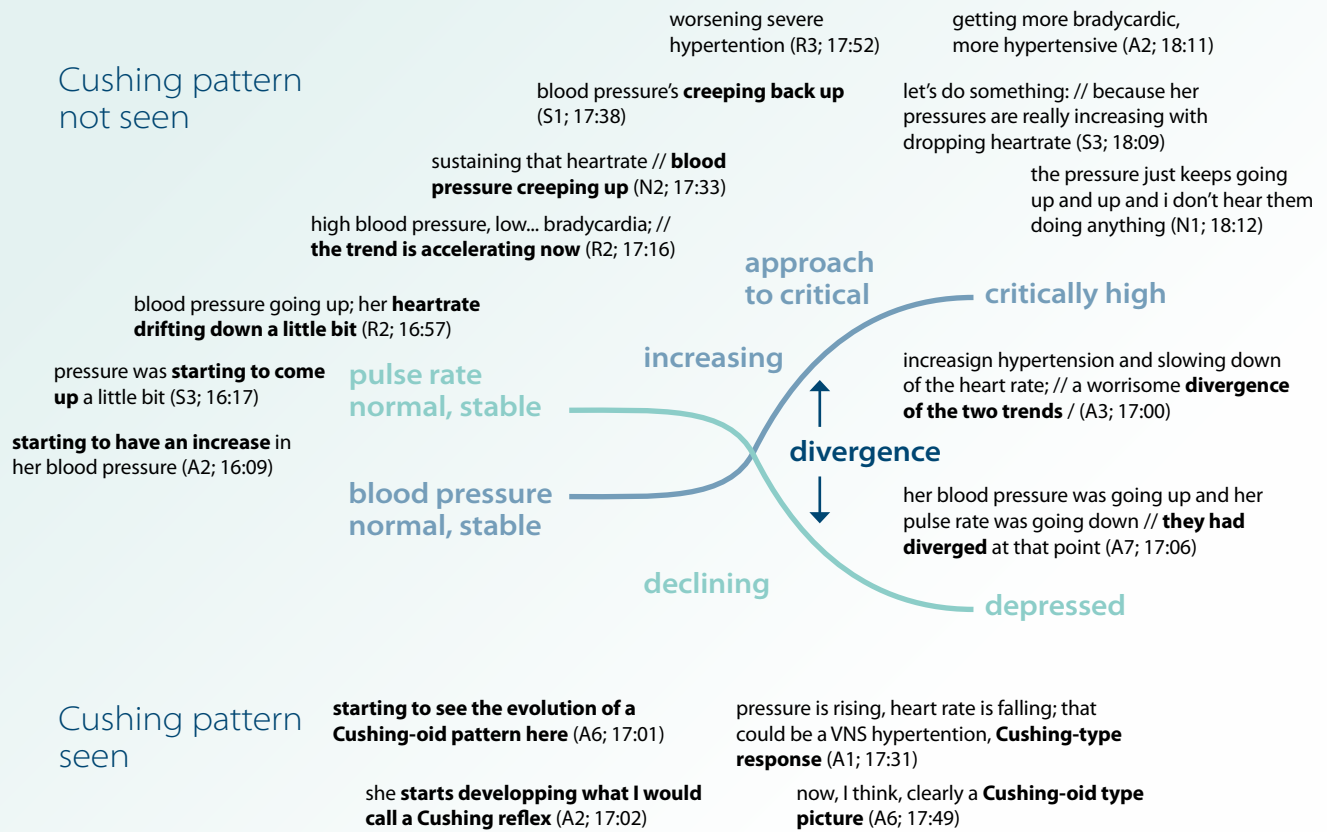 worsening severe
hypertention (R3; 17:52)
getting more bradycardic,
more hypertensive (A2; 18:11)
Cushing pattern
not seen
blood pressure's creeping back up
(S1; 17:38)
let's do something: // because her
pressures are really increasing with
dropping heartrate (S3; 18:09)
sustaining that heartrate // blood
pressure creeping up (N2; 17:33)
the pressure just keeps going
up and up and i don't hear them
doing anything (N1; 18:12)
high blood pressure, low... bradycardia; //
the trend is accelerating now (R2; 17:16)
approach
to critical
critically high
blood pressure going up; her heartrate
drifting down a little bit (R2; 16:57)
increasing
pressure was starting to come
up a little bit (S3; 16:17)
pulse rate
normal, stable
increasign hypertension and slowing down
of the heart rate; // a worrisome divergence
of the two trends / (A3; 17:00)
starting to have an increase in
her blood pressure (A2; 16:09)
divergence
blood pressure
normal, stable
her blood pressure was going up and her
pulse rate was going down // they had
diverged at that point (A7; 17:06)
declining
depressed
Cushing pattern
seen
starting to see the evolution of a
Cushing-oid pattern here (A6; 17:01)
pressure is rising, heart rate is falling; that
could be a VNS hypertention, Cushing-type
response (A1; 17:31)
she starts developping what I would
call a Cushing reflex (A2; 17:02)
now, I think, clearly a Cushing-oid type
picture (A6; 17:49)